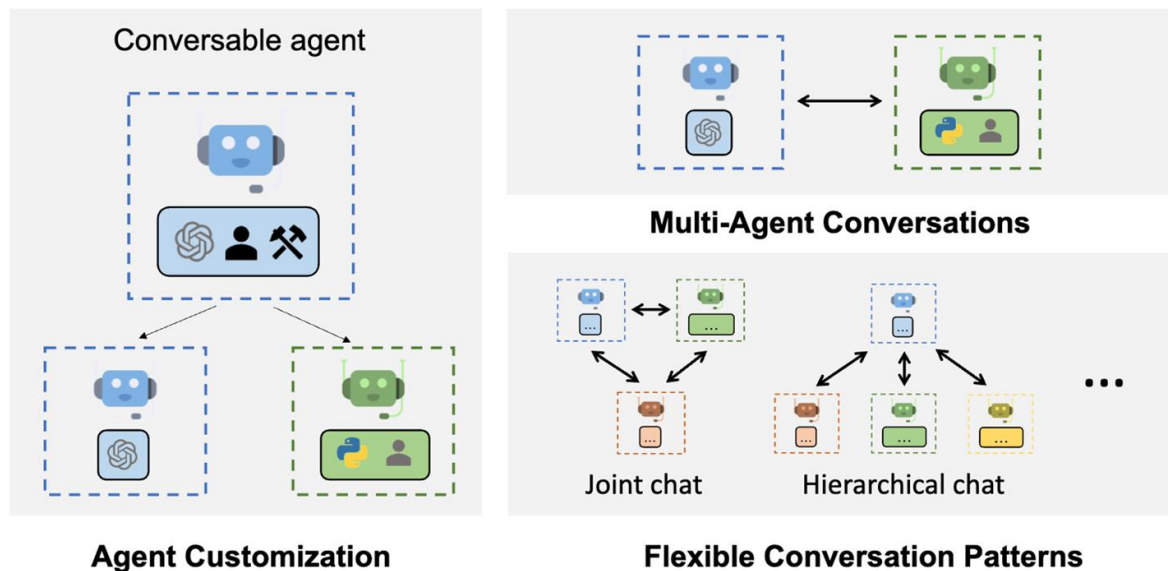 Conversable agent
Agent Customization
Multi-Agent Conversations
...
...
...
...
...
...
...
...
Joint chat
Hierarchical chat
Flexible Conversation Patterns